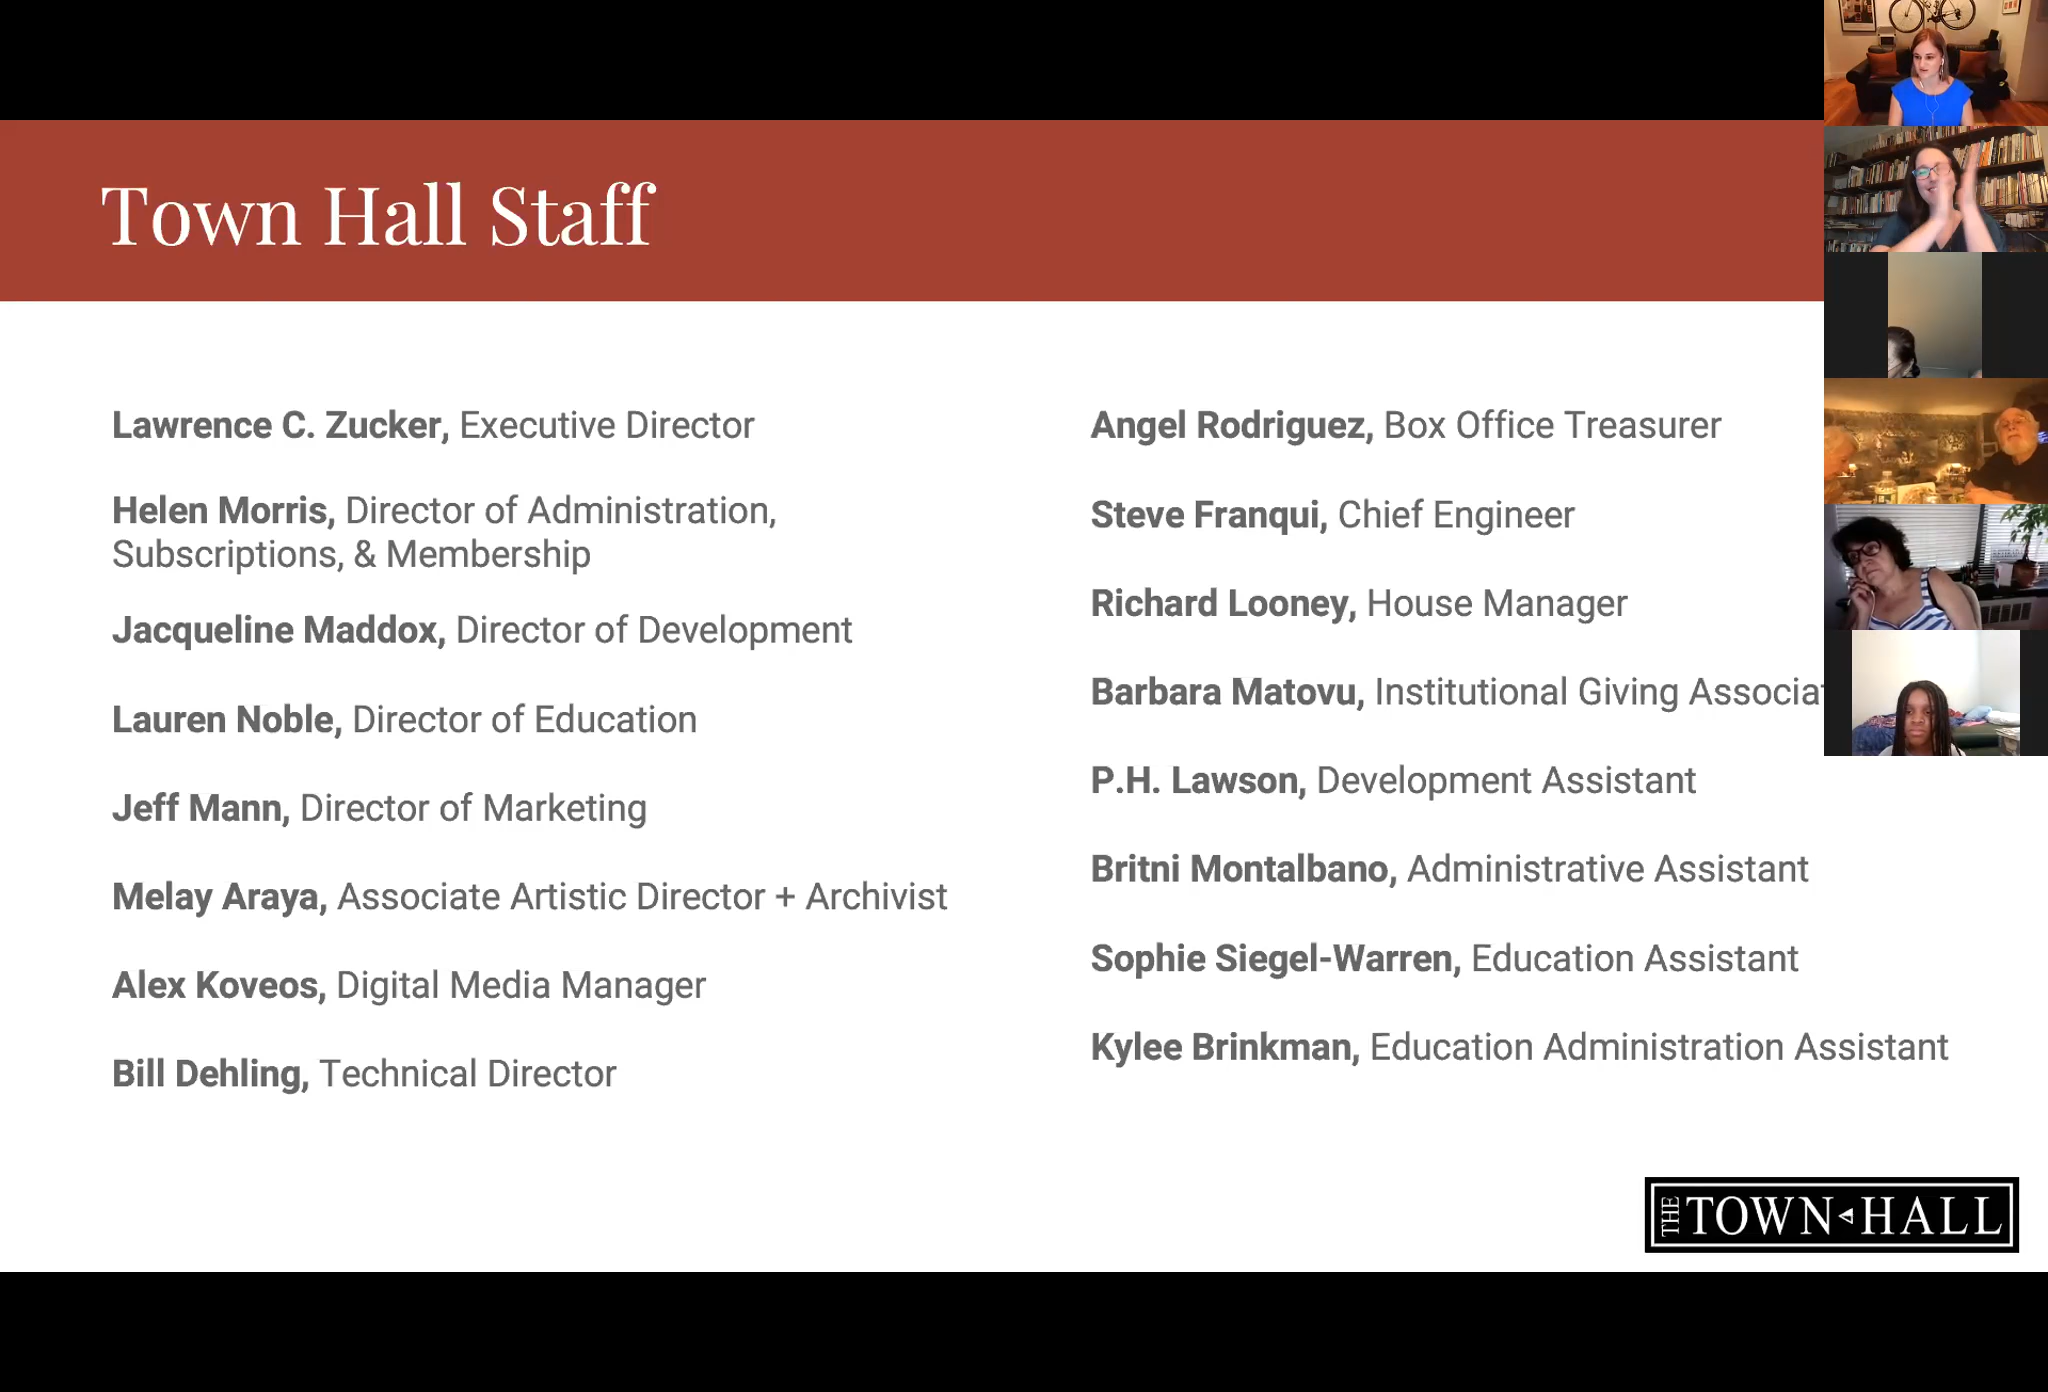 Town Hall Staff
Lawrence C. Zucker, Executive Director
Helen Morris, Director of Administration,
Subscriptions, & Membership
Jacqueline Maddox, Director of Development
Lauren Noble, Director of Education
Jeff Mann, Director of Marketing
Melay Araya, Associate Artistic Director + Archivist
Alex Koveos, Digital Media Manager
Bill Dehling, Technical Director
Angel Rodriguez, Box Office Treasurer
Steve Franqui, Chief Engineer
Richard Looney, House Manager
Barbara Matovu, Institutional Giving
P.H. Lawson, Development Assistant
Britni Montalbano, Administrative Assistant
Sophie Siegel-Warren, Education Assistant
Kylee Brinkman, Education Administration Assistant
THE TOWN HALL